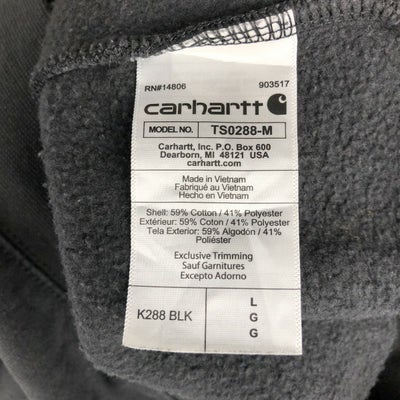 RN#14806 903517
carhartt
MODEL NO. TS0288-M
Carhartt, Inc. P.O. Box 600
Dearborn, MI 48121 USA
carhartt.com
Made in Vietnam
Fabriqué au Vietnam
Hecho en Vietnam
Shell: 59% Cotton / 41% Polyester
Extérieur: 59% Coton / 41% Polyester
Tela Exterior: 59% Algodón / 41%
Poliéster
Exclusive Trimming
Sauf Garnitures
Excepto Adorno
K288 BLK
L
G
G